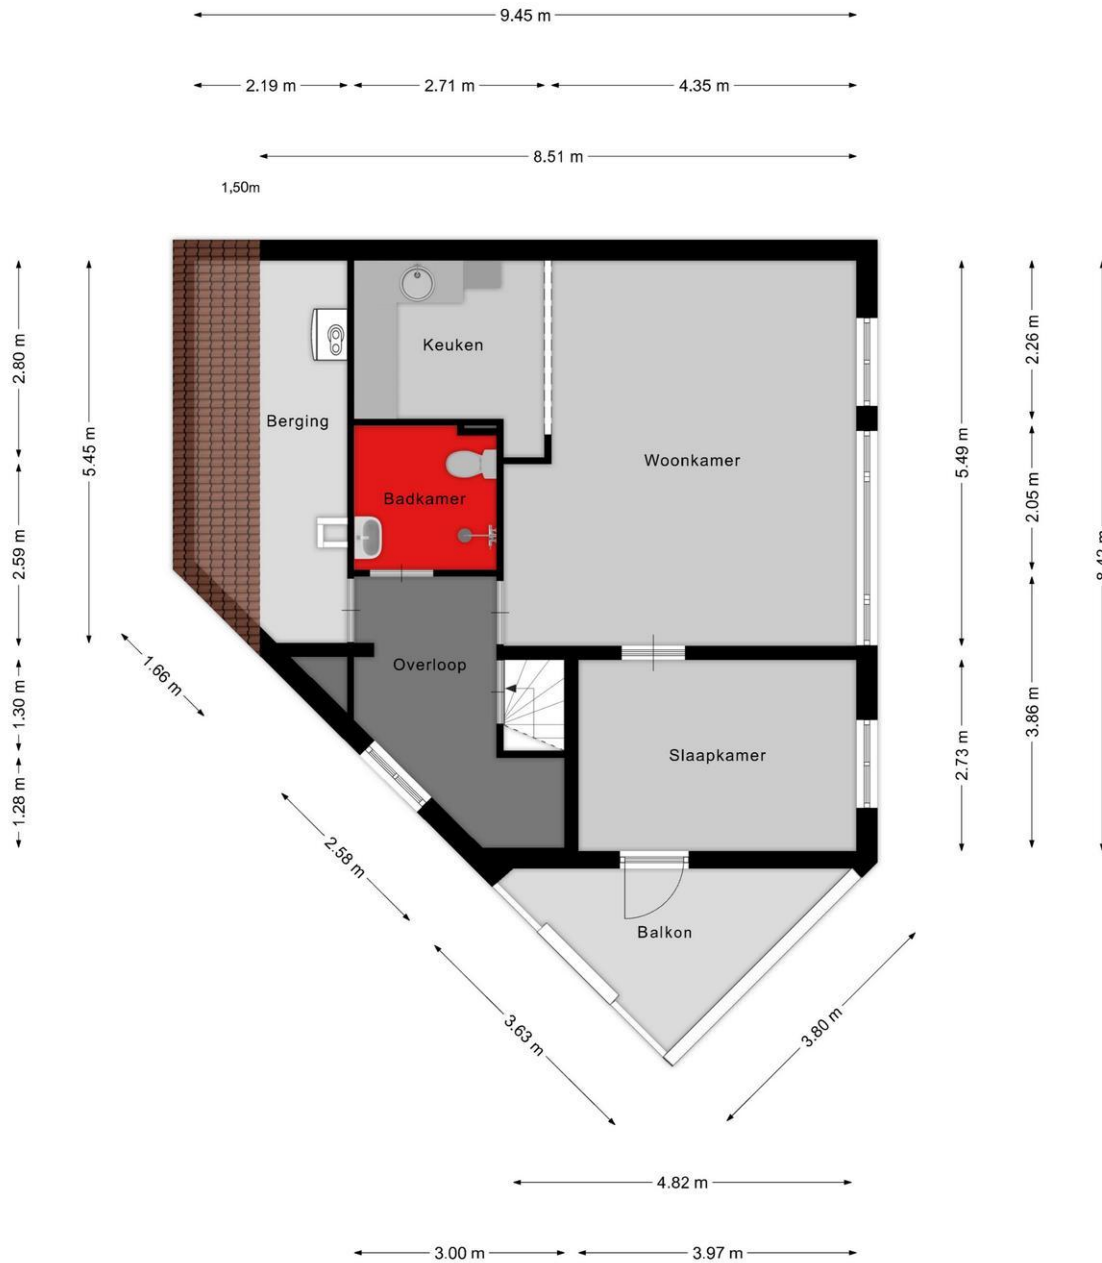 9.45 m
2.19 m
2.71 m
4.35 m
8.51 m
1,50m
2.80 m
5.45 m
5.49 m
2.26 m
Keuken
Berging
Woonkamer
Badkamer
2.05 m
8.42 m
2.59 m
Overloop
1.66 m
1.30 m
3.86 m
Slaapkamer
2.73 m
1.28 m
2.58 m
Balkon
3.63 m
3.80 m
4.82 m
3.00 m
3.97 m